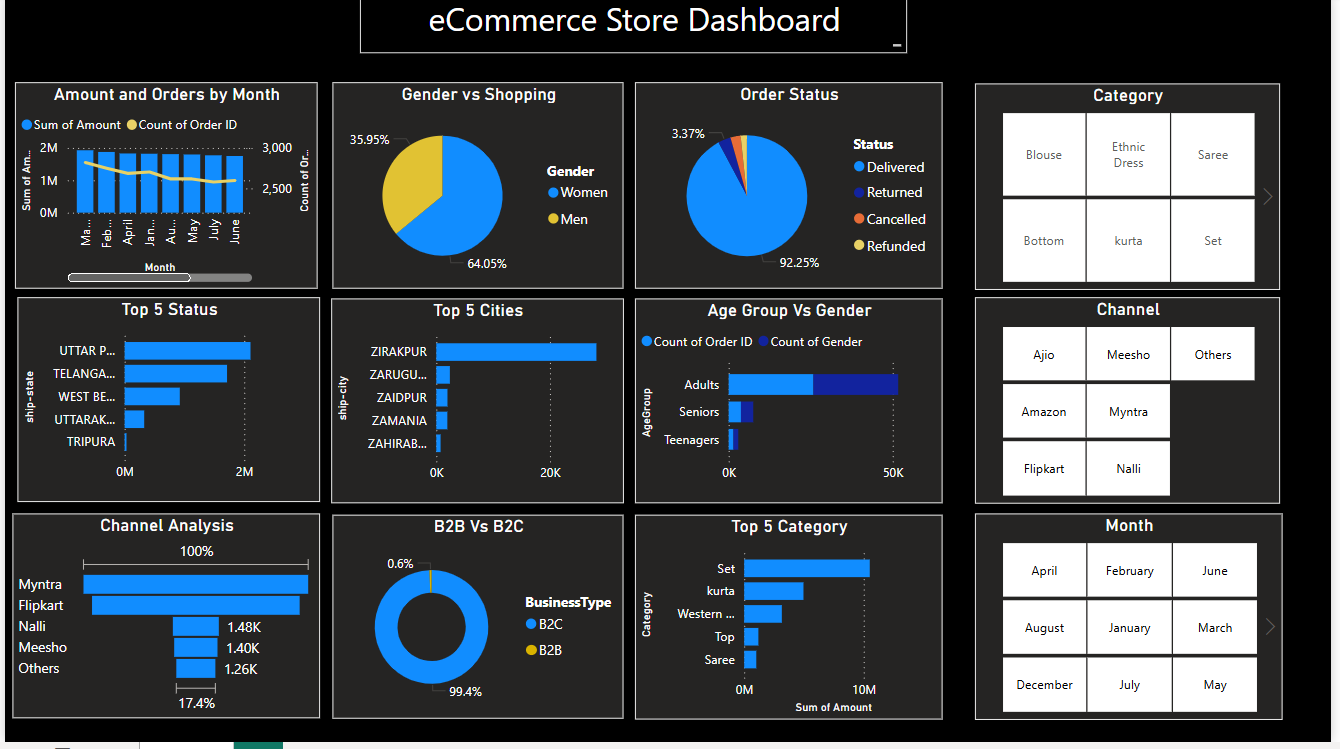 eCommerce Store Dashboard
Amount and Orders by Month
Sum of Amount Count of Order ID
Sum of Am...
2M
1M
0M
3,000
2,500
Count of Or...
Ma... Feb... April Jan... Au... May July June
Month
Gender vs Shopping
35.95%
64.05%
Gender
Women
Men
Order Status
3.37%
92.25%
Status
Delivered
Returned
Cancelled
Refunded
Category
Blouse
Ethnic
Dress
Saree
Bottom kurta Set
Top 5 Status
ship-state
UTTAR P...
TELANGA...
WEST BE...
UTTARAK...
TRIPURA
0M 2M
Top 5 Cities
ship-city
ZIRAKPUR
ZARUGU...
ZAIDPUR
ZAMANIA
ZAHIRAB...
0K 20K
Age Group Vs Gender
Count of Order ID Count of Gender
AgeGroup
Adults
Seniors
Teenagers
0K 50K
Channel
Ajio Meesho Others
Amazon Myntra
Flipkart Nalli
Channel Analysis
100%
Myntra
Flipkart
Nalli 1.48K
Meesho 1.40K
Others 1.26K
17.4%
B2B Vs B2C
0.6%
99.4%
BusinessType
B2C
B2B
Top 5 Category
Category
Set
kurta
Western ...
Top
Saree
0M 10M
Sum of Amount
Month
April February June
August January March
December July May